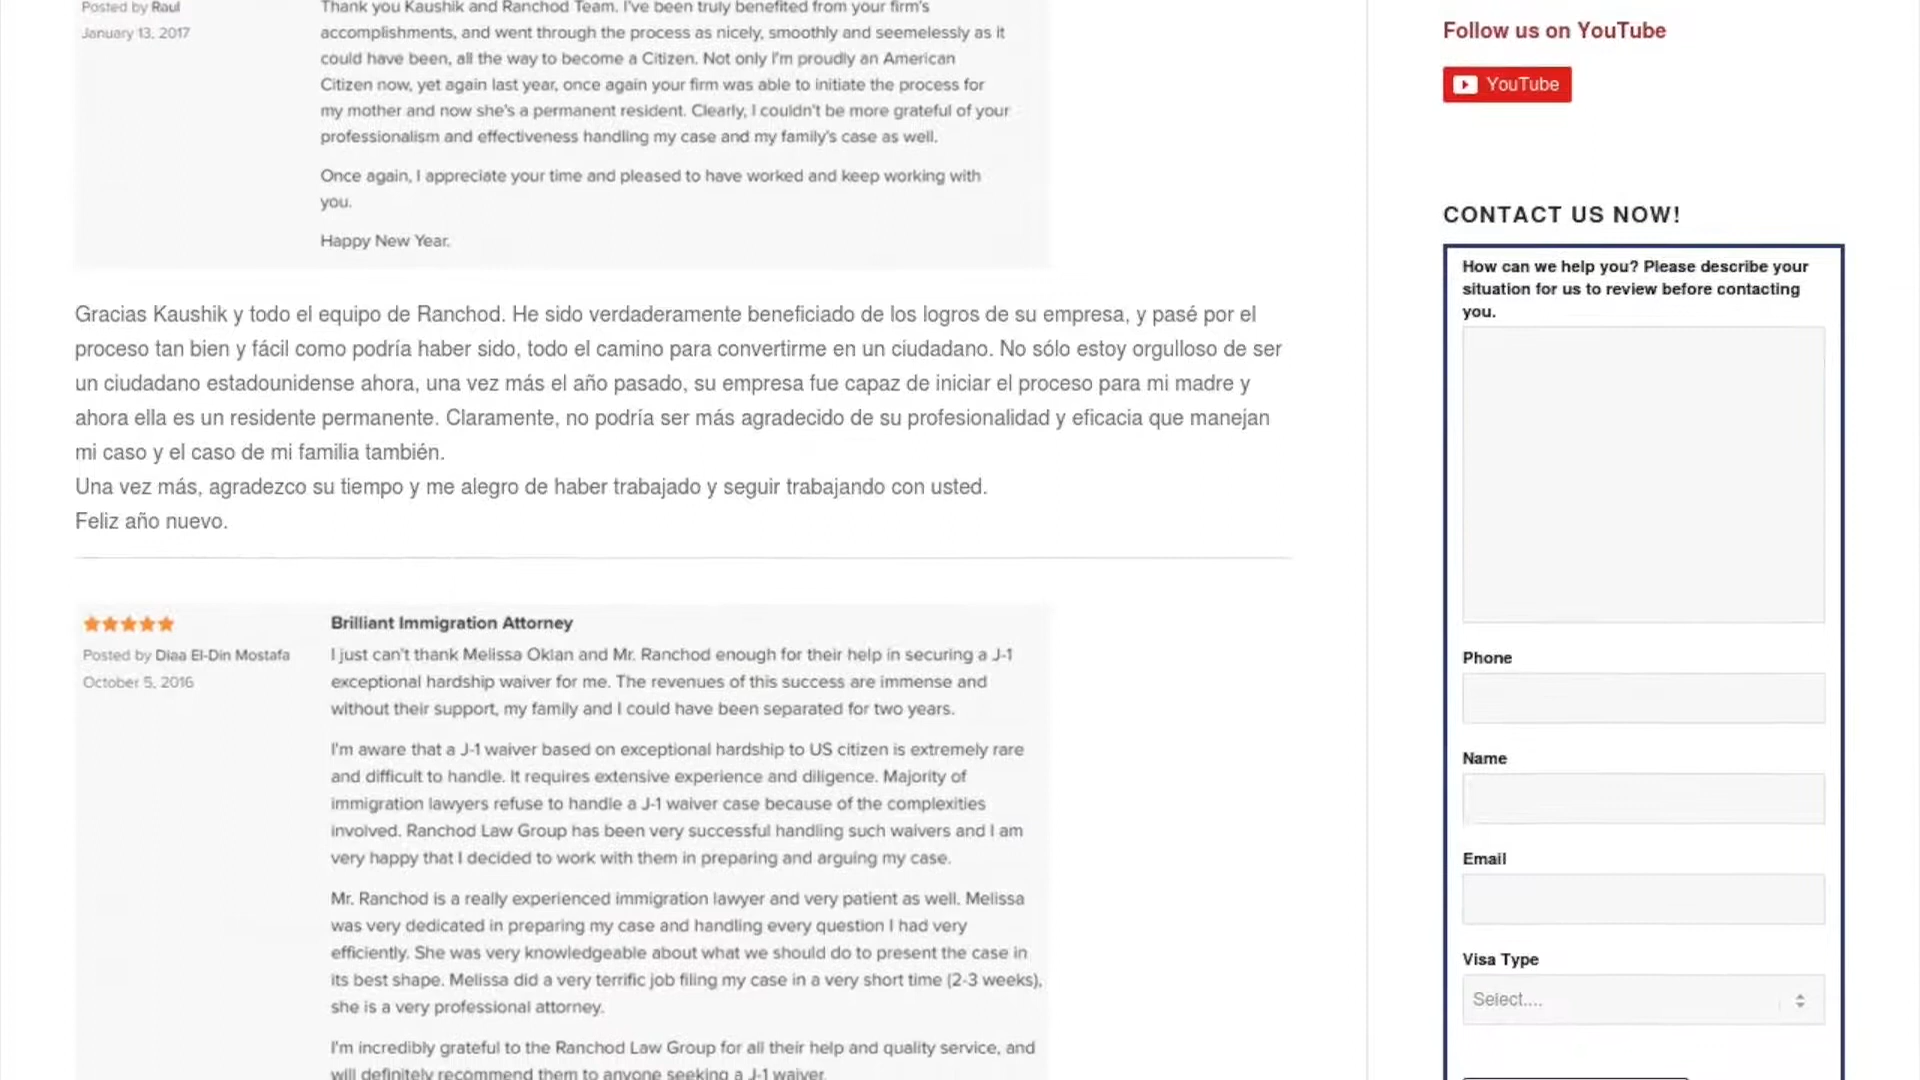 Posted by Raul
January 13, 2017
Thank you Kaushik and Ranchod Team. I've been truly benefited from your firm's
accomplishments, and went through the process as nicely, smoothly and seemelessly as it
could have been, all the way to become a Citizen. Not only I'm proudly an American
Citizen now, yet again last year, once again your firm was able to initiate the process for
my mother and now she's a permanent resident. Clearly, I couldn't be more grateful of your
professionalism and effectiveness handling my case and my family's case as well.
Once again, I appreciate your time and pleased to have worked and keep working with
you.
Happy New Year.
Gracias Kaushik y todo el equipo de Ranchod. He sido verdaderamente beneficiado de los logros de su empresa, y pasé por el
proceso tan bien y fácil como podría haber sido, todo el camino para convertirme en un ciudadano. No sólo estoy orgulloso de ser
un ciudadano estadounidense ahora, una vez más el año pasado, su empresa fue capaz de iniciar el proceso para mi madre y
ahora ella es un residente permanente. Claramente, no podría ser más agradecido de su profesionalidad y eficacia que manejan
mi caso y el caso de mi familia también.
Una vez más, agradezco su tiempo y me alegro de haber trabajado y seguir trabajando con usted.
Feliz año nuevo.
Posted by Diaa El-Din Mostafa
October 5, 2016
Brilliant Immigration Attorney
I just can't thank Melissa Oklan and Mr. Ranchod enough for their help in securing a J-1
exceptional hardship waiver for me. The revenues of this success are immense and
without their support, my family and I could have been separated for two years.
I'm aware that a J-1 waiver based on exceptional hardship to US citizen is extremely rare
and difficult to handle. It requires extensive experience and diligence. Majority of
immigration lawyers refuse to handle a J-1 waiver case because of the complexities
involved. Ranchod Law Group has been very successful handling such waivers and I am
very happy that I decided to work with them in preparing and arguing my case.
Mr. Ranchod is a really experienced immigration lawyer and very patient as well. Melissa
was very dedicated in preparing my case and handling every question I had very
efficiently. She was very knowledgeable about what we should do to present the case in
its best shape. Melissa did a very terrific job filing my case in a very short time (2-3 weeks),
she is a very professional attorney.
I'm incredibly grateful to the Ranchod Law Group for all their help and quality service, and
will definitely recommend them to anyone seeking a J-1 waiver.
Follow us on YouTube
YouTube
CONTACT US NOW!
How can we help you? Please describe your
situation for us to review before contacting
you.
Phone
Name
Email
Visa Type
Select....